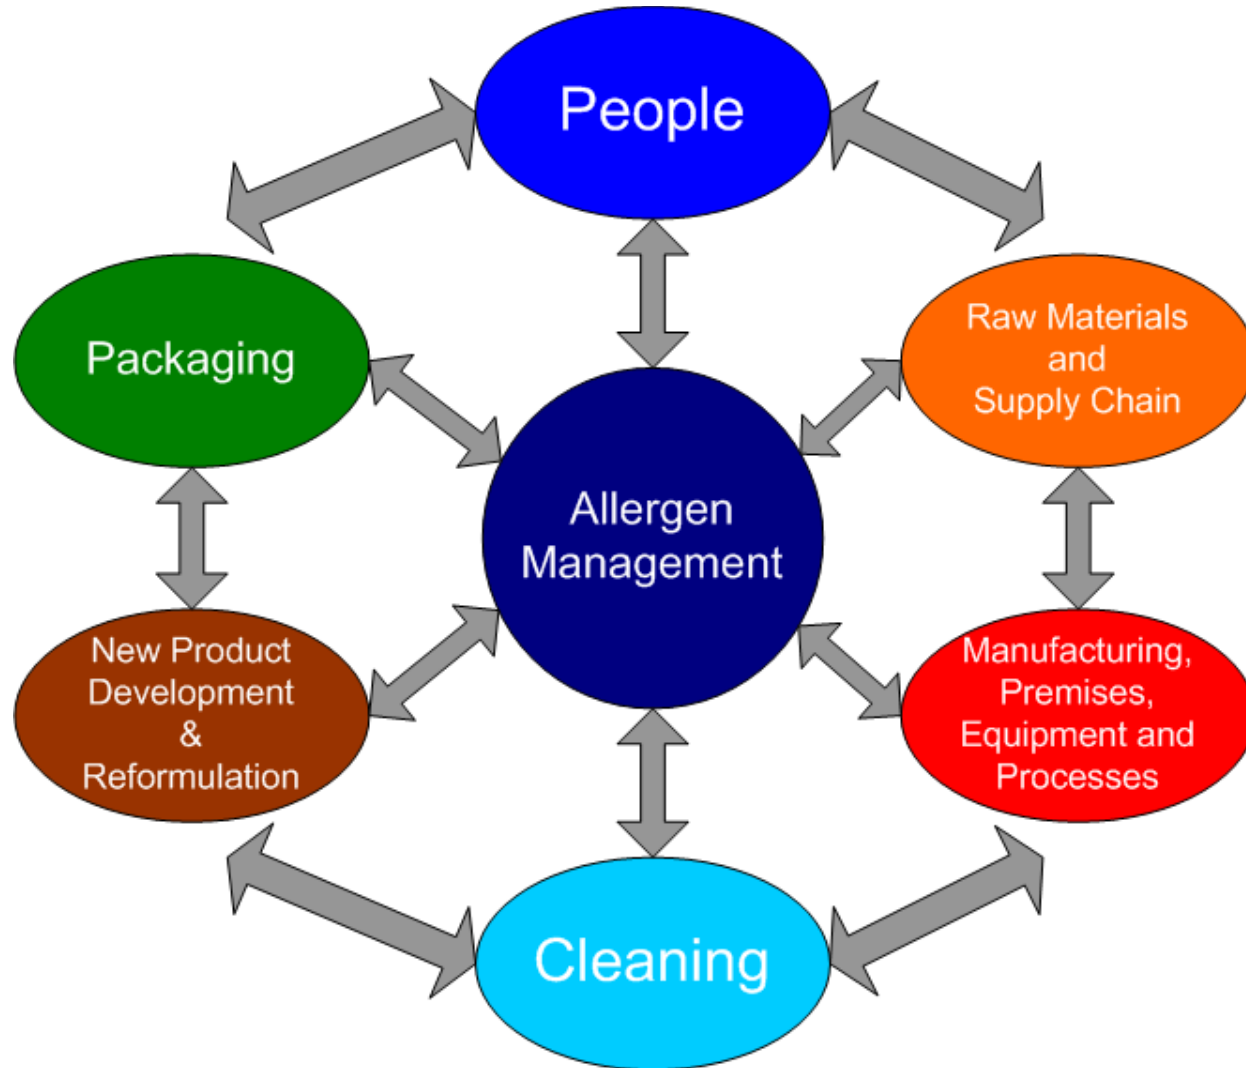 People
Packaging
Raw Materials
and
Supply Chain
Allergen
Management
New Product
Development
&
Reformulation
Manufacturing,
Premises,
Equipment and
Processes
Cleaning